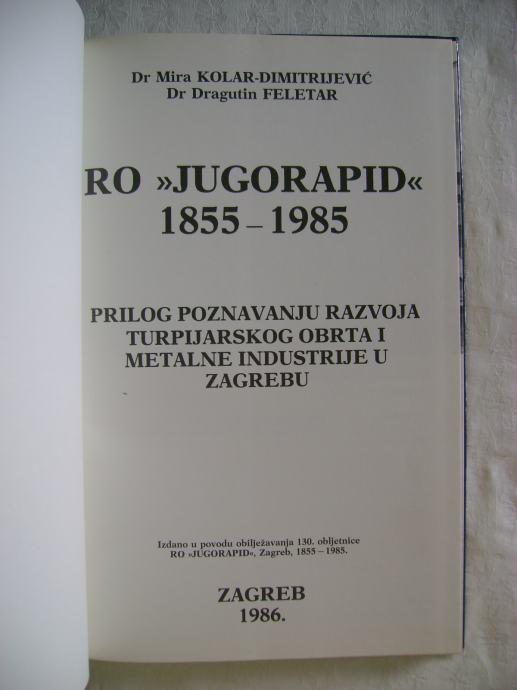 Dr Mira KOLAR-DIMITRIJEVIĆ
Dr Dragutin FELETAR
RO »JUGORAPID«
1855 – 1985
PRILOG POZNAVANJU RAZVOJA
TURPIJARSKOG OBRTA I
METALNE INDUSTRIJE U
ZAGREBU
Izdano u povodu obilježavanja 130. obljetnice
RO »JUGORAPID«, Zagreb, 1855 – 1985.
ZAGREB
1986.